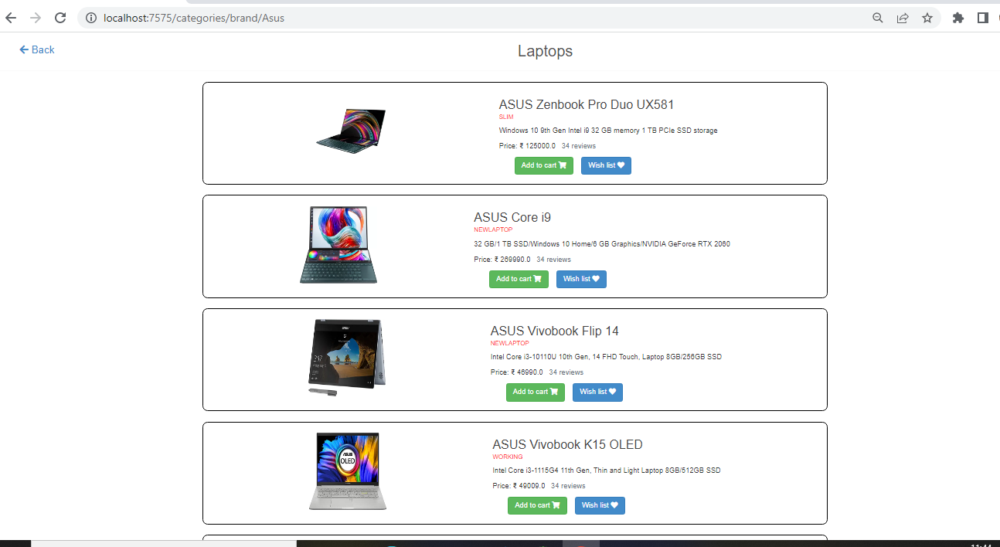 localhost:7575/categories/brand/Asus
Back
Laptops
ASUS Zenbook Pro Duo UX581
SLIM
Windows 10 9th Gen Intel i9 32 GB memory 1 TB PCIe SSD storage
Price: ₹ 125000.0 34 reviews
Add to cart Wish list
ASUS Core i9
NEWLAPTOP
32 GB/1 TB SSD/Windows 10 Home/6 GB Graphics/NVIDIA GeForce RTX 2060
Price: ₹ 269990.0 34 reviews
Add to cart Wish list
ASUS Vivobook Flip 14
NEWLAPTOP
Intel Core i3-10110U 10th Gen, 14 FHD Touch, Laptop 8GB/256GB SSD
Price: ₹ 46990.0 34 reviews
Add to cart Wish list
ASUS
OLED
ASUS Vivobook K15 OLED
WORKING
Intel Core i3-1115G4 11th Gen, Thin and Light Laptop 8GB/512GB SSD
Price: ₹ 49009.0 34 reviews
Add to cart Wish list